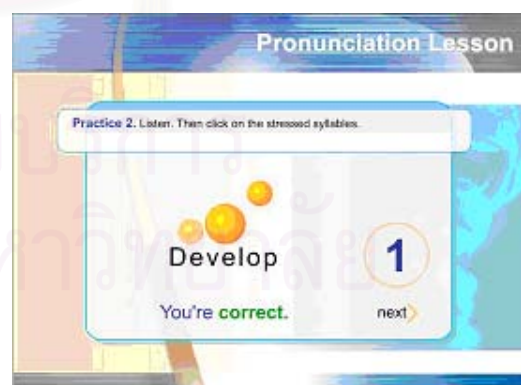 Pronunciation Lesson
Practice 2. Listen. Then click on the stressed syllables.
Develop
1
You're correct.
next